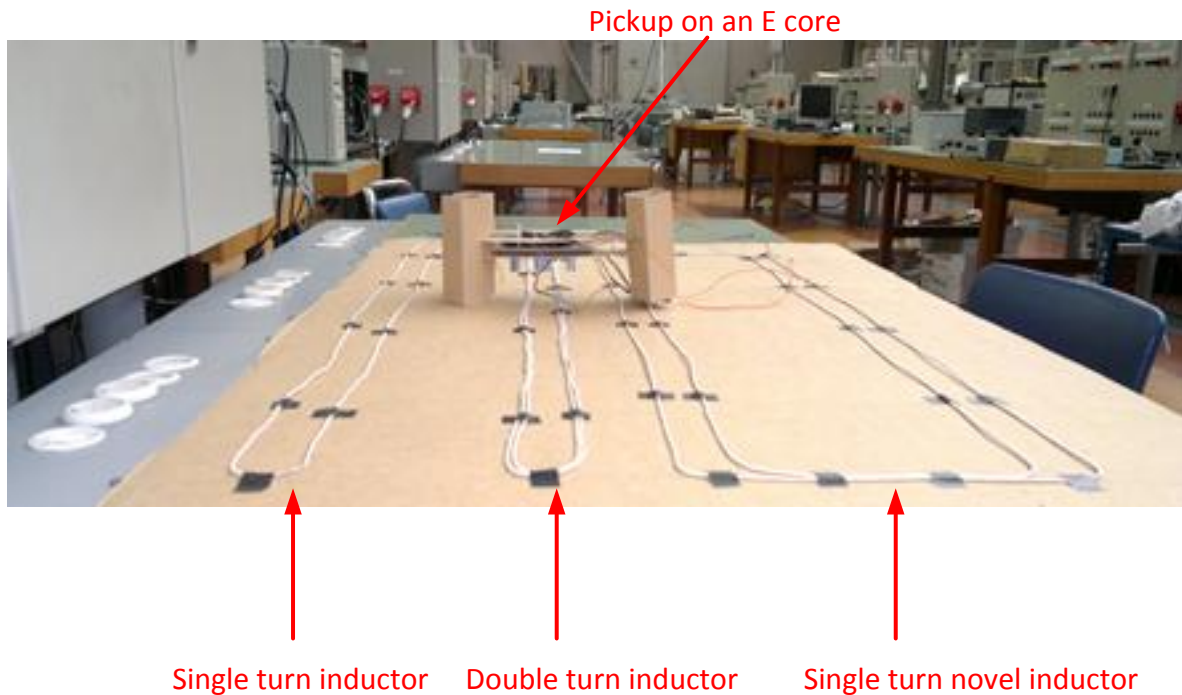 Pickup on an E core
Single turn inductor
Double turn inductor
Single turn novel inductor